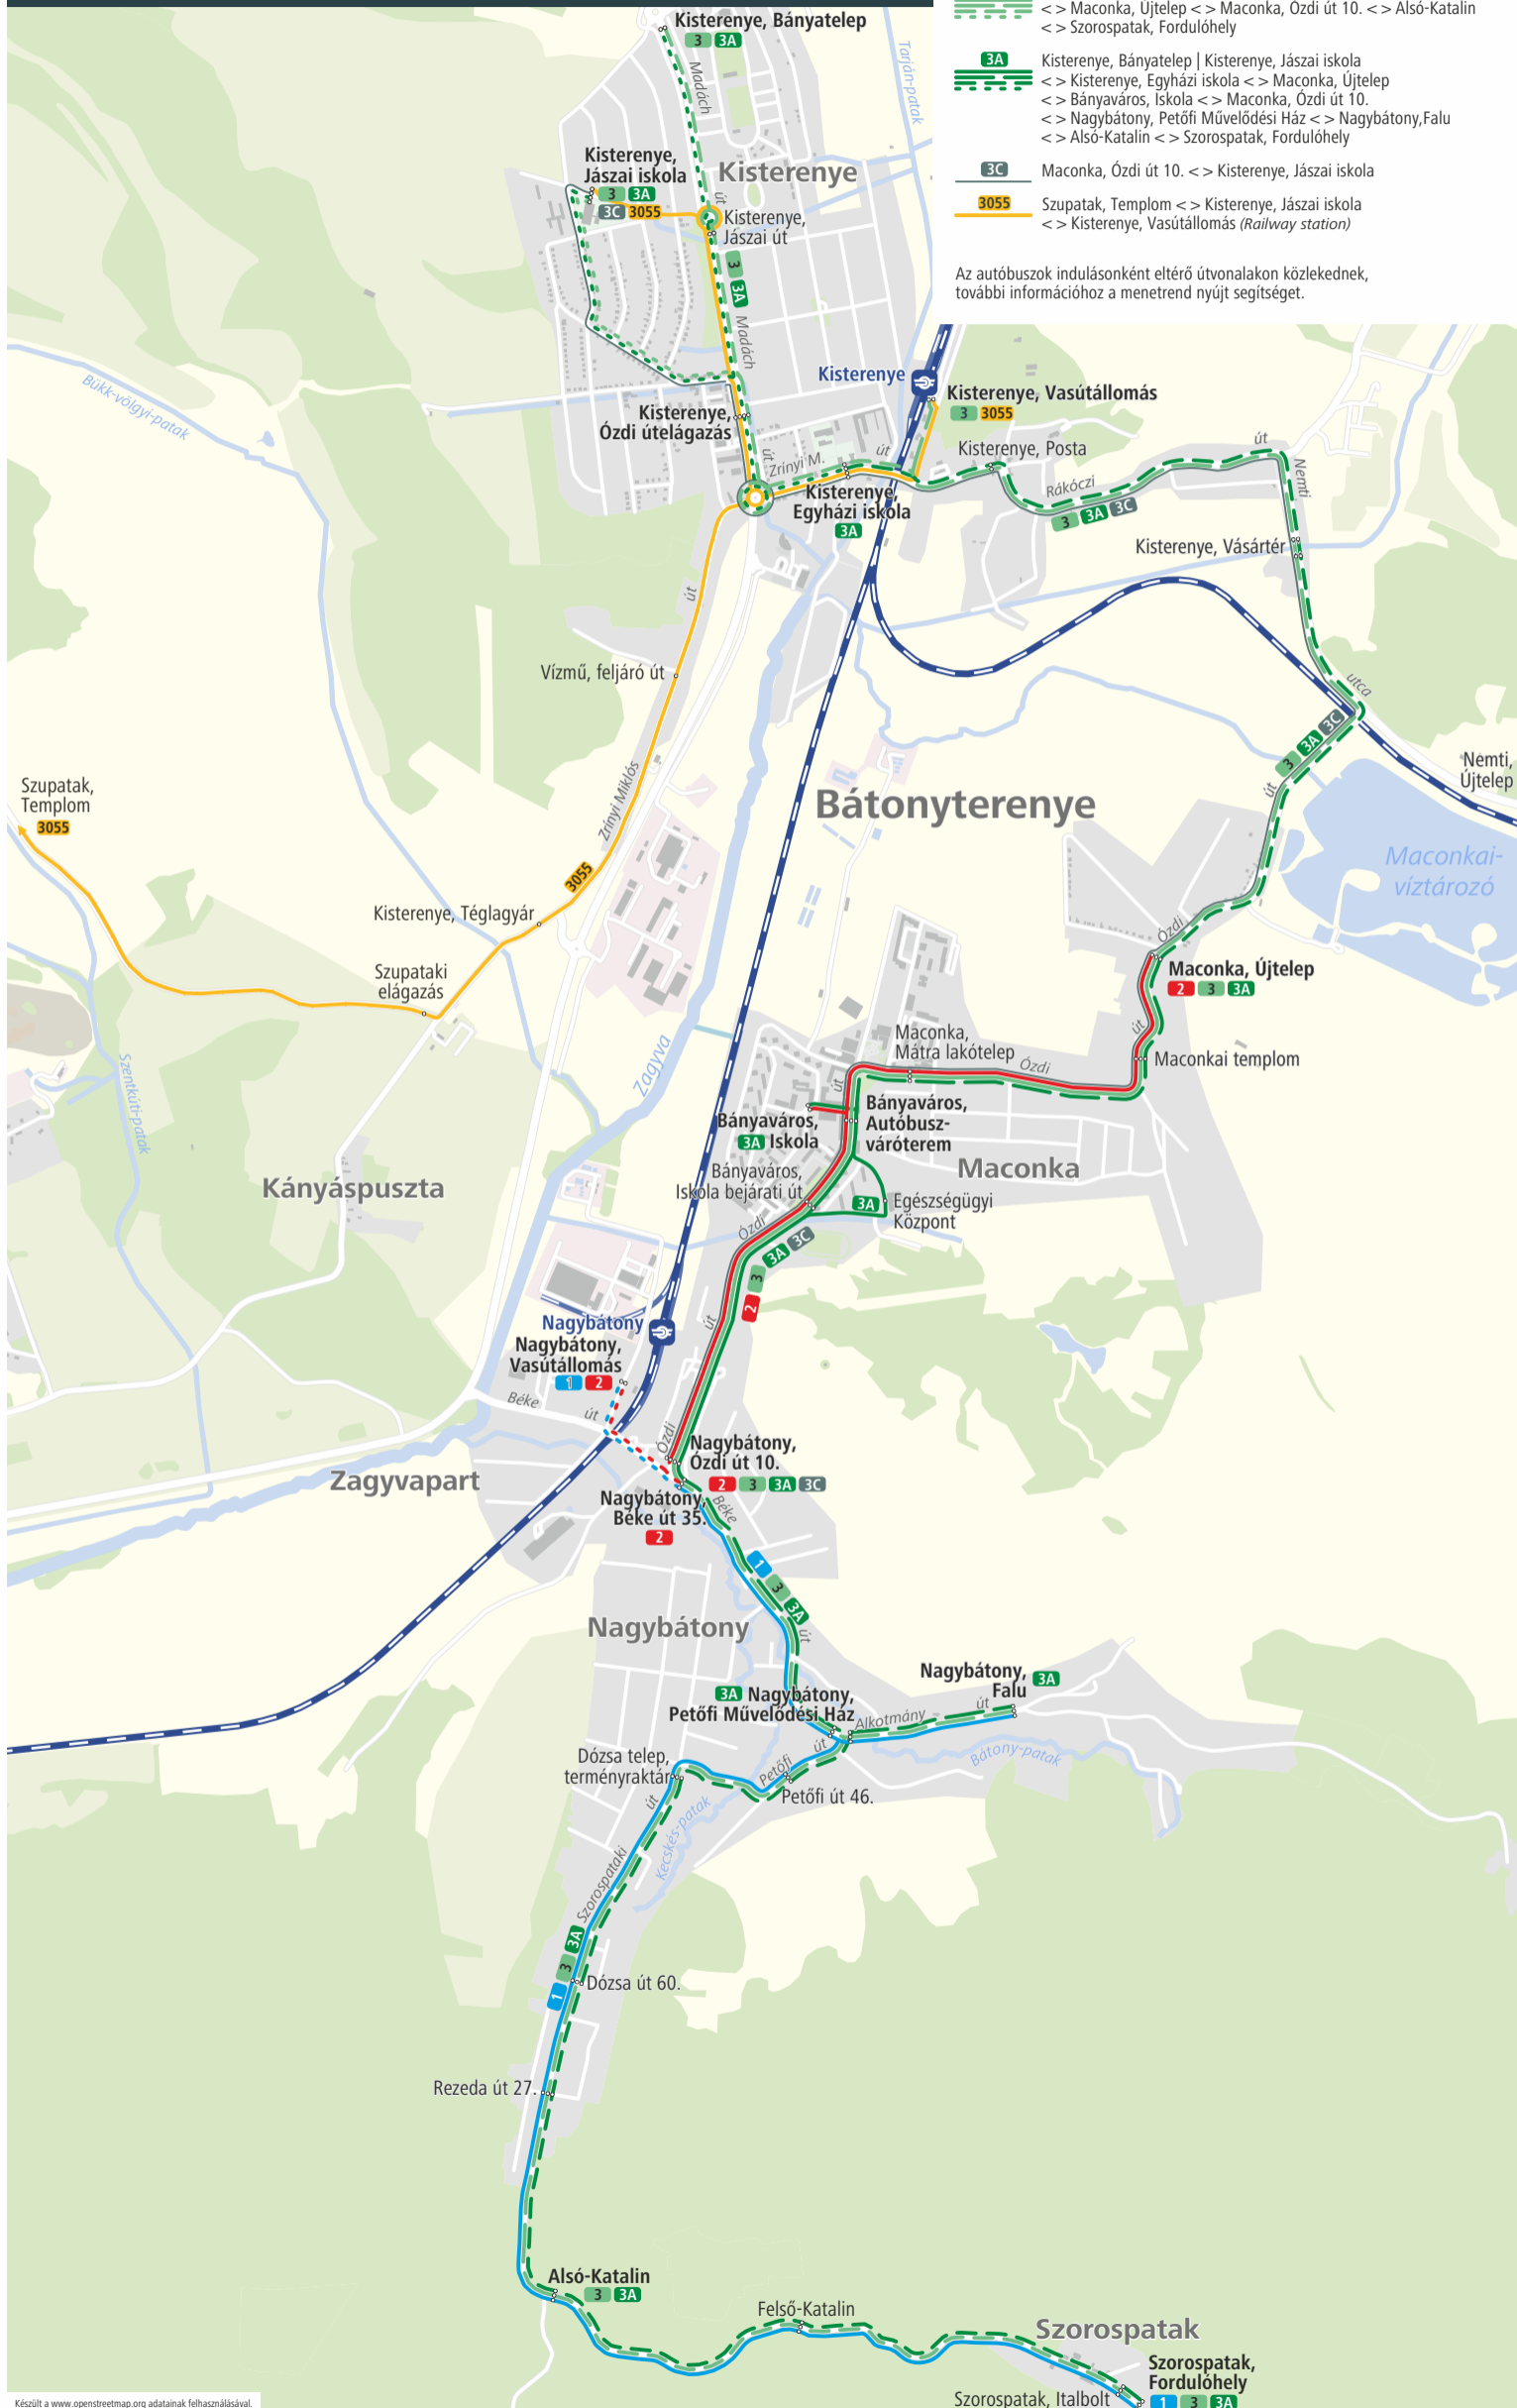 Kisterenye, Bányatelep
3 3A
< > Maconka, Újtelep < > Maconka, Ózdi út 10. < > Alsó-Katalin
< > Szorospatak, Fordulóhely
3A
Kisterenye, Bányatelep | Kisterenye, Jászai iskola
< > Kisterenye, Egyházi iskola < > Maconka, Újtelep
< > Bányaváros, Iskola < > Maconka, Ózdi út 10.
< > Nagybátony, Petőfi Művelődési Ház < > Nagybátony,Falu
< > Alsó-Katalin < > Szorospatak, Fordulóhely
3C
Maconka, Ózdi út 10. < > Kisterenye, Jászai iskola
3055
Szupatak, Templom < > Kisterenye, Jászai iskola
< > Kisterenye, Vasútállomás (Railway station)
Az autóbuszok indulásonként eltérő útvonalakon közlekednek,
további információhoz a menetrend nyújt segítséget.
Madách
út
Tarján-patak
Kisterenye,
Jászai iskola
3 3A
3C 3055
Kisterenye
Kisterenye,
Jászai út
3 3A
Madách
út
Bükk-völgyi-patak
Kisterenye
Kisterenye, Vasútállomás
3 3055
Kisterenye,
Ózdi útelágazás
Zrínyi M.
út
Kisterenye, Posta
Kisterenye,
Egyházi iskola
3A
Rákóczi
út
3 3A 3C
Nemti
Kisterenye, Vásártér
utca
út
Vízmű, feljáró út
Zrínyi Miklós
3 3A 3C
út
Nemti,
Újtelep
Szupatak,
Templom
3055
Bátonyterenye
Maconkai-
víztározó
3055
Kisterenye, Téglagyár
Szupataki
elágazás
Ózdi
Maconka, Újtelep
2 3 3A
út
Maconkai templom
Szentkúti-patak
Zagyva
Maconka,
Mátra lakótelep
Ózdi
út
Bányaváros,
3A Iskola
Bányaváros,
Autóbusz-
váróterem
Bányaváros,
Iskola bejárati út
Maconka
3A
Egészségügyi
Központ
Kányáspuszta
Ózdi
2 3 3A 3C
út
Nagybátony
Nagybátony,
Vasútállomás
1 2
Béke
út
Ózdi
Nagybátony,
Ózdi út 10.
2 3 3A 3C
Zagyvapart
Nagybátony,
Béke út 35.
2
Béke
1 3 3A
út
Nagybátony
3A Nagybátony,
Petőfi Művelődési Ház
Nagybátony,
Falu
3A
Alkotmány
út
Bátony-patak
Dózsa telep,
terményraktár
Petőfi
út
Petőfi út 46.
út
Kecskés-patak
Szorospataki
1 3 3A
Dózsa út 60.
Rezeda út 27.
Alsó-Katalin
3 3A
Felső-Katalin
Szorospatak
Szorospatak,
Fordulóhely
1 3 3A
Szorospatak, Italbolt
Készült a www.openstreetmap.org adatainak felhasználásával.